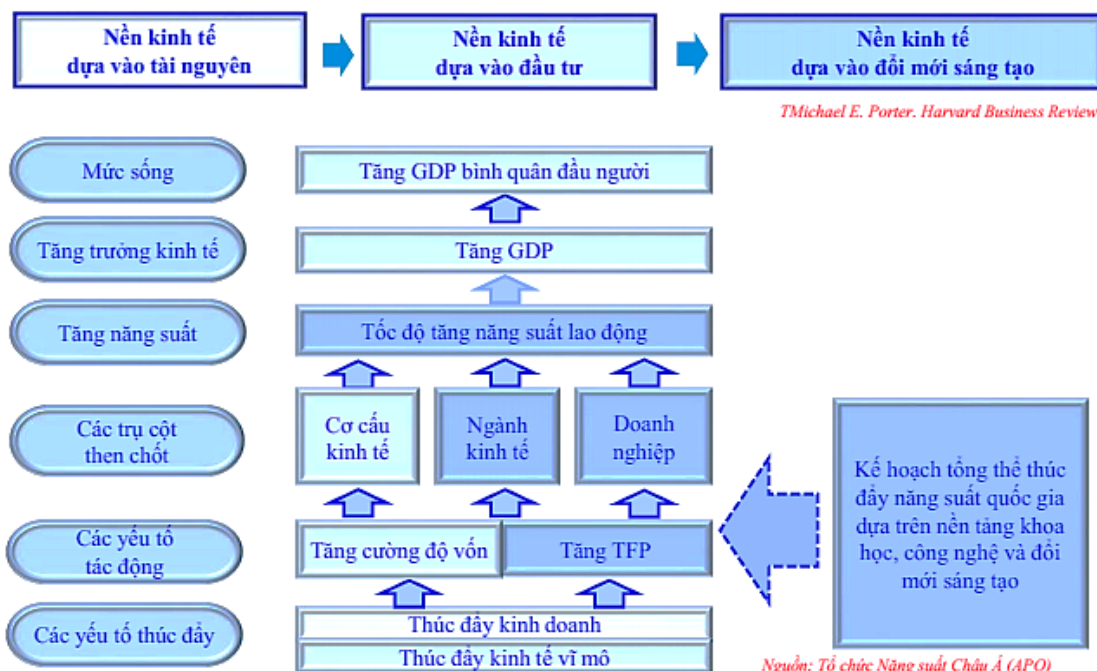 Nền kinh tế
dựa vào tài nguyên
Nền kinh tế
dựa vào đầu tư
Nền kinh tế
dựa vào đổi mới sáng tạo
TMichael E. Porter. Harvard Business Review
Mức sống
Tăng GDP bình quân đầu người
Tăng trưởng kinh tế
Tăng GDP
Tăng năng suất
Tốc độ tăng năng suất lao động
Các trụ cột
then chốt
Cơ cấu
kinh tế
Ngành
kinh tế
Doanh
nghiệp
Kế hoạch tổng thể thúc
đẩy năng suất quốc gia
dựa trên nền tảng khoa
học, công nghệ và đổi
mới sáng tạo
Các yếu tố
tác động
Tăng cường độ vốn
Tăng TFP
Các yếu tố thúc đẩy
Thúc đẩy kinh doanh
Thúc đẩy kinh tế vĩ mô
Nguồn: Tổ chức Năng suất Châu Á (APO)